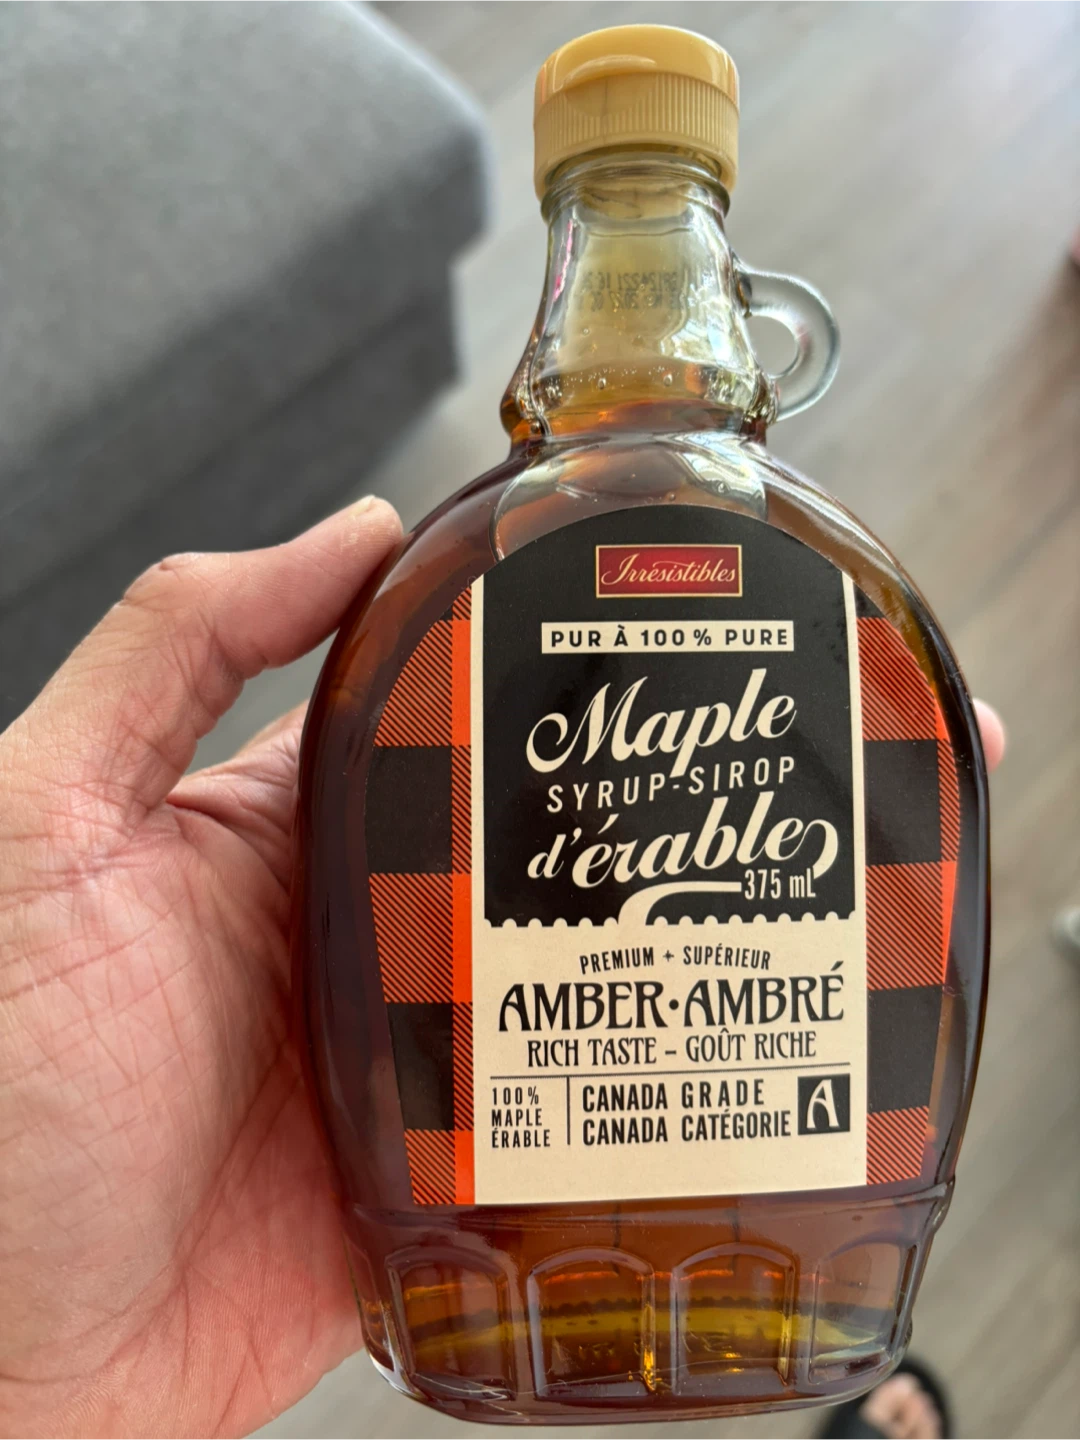 Irresistibles
PUR À 100 % PURE
Maple
SYRUP-SIROP
d'érable
375 mL
PREMIUM + SUPÉRIEUR
AMBER•AMBRÉ
RICH TASTE – GOÛT RICHE
100%
MAPLE
ÉRABLE
CANADA GRADE
CANADA CATÉGORIE
A